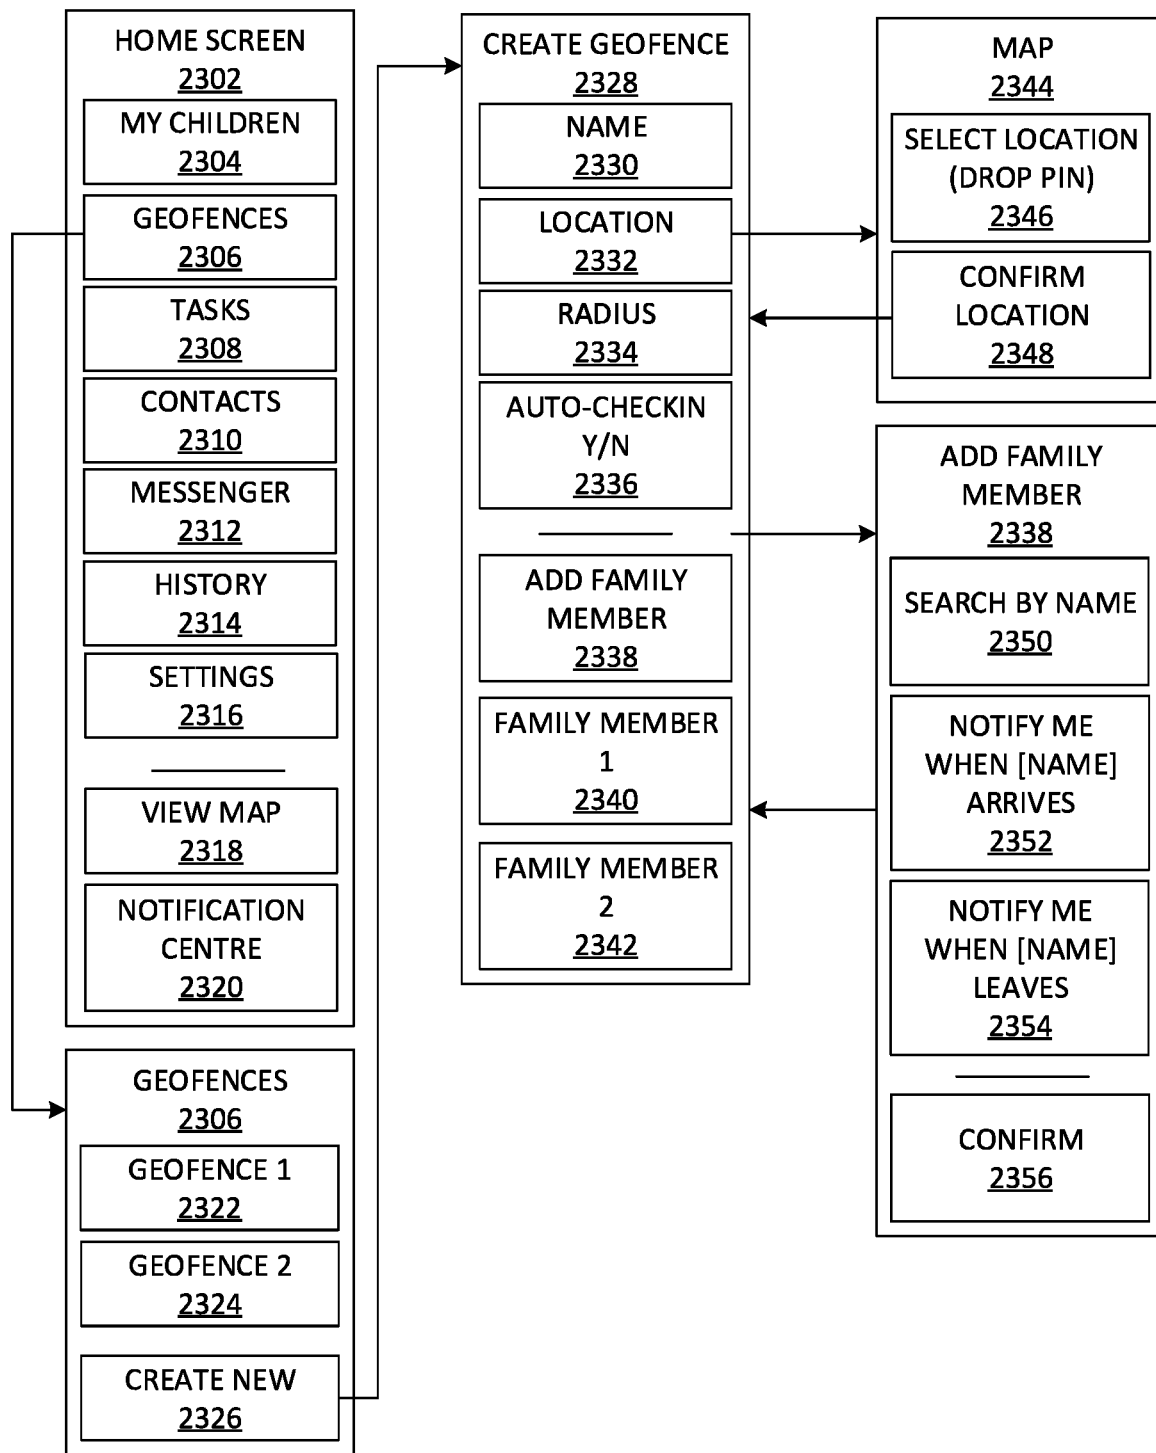 HOME SCREEN
2302
MY CHILDREN
2304
GEOFENCES
2306
TASKS
2308
CONTACTS
2310
MESSENGER
2312
HISTORY
2314
SETTINGS
2316
VIEW MAP
2318
NOTIFICATION
CENTRE
2320
GEOFENCES
2306
GEOFENCE 1
2322
GEOFENCE 2
2324
CREATE NEW
2326
CREATE GEOFENCE
2328
NAME
2330
LOCATION
2332
RADIUS
2334
AUTO-CHECKIN
Y/N
2336
ADD FAMILY
MEMBER
2338
FAMILY MEMBER
1
2340
FAMILY MEMBER
2
2342
MAP
2344
SELECT LOCATION
(DROP PIN)
2346
CONFIRM
LOCATION
2348
ADD FAMILY
MEMBER
2338
SEARCH BY NAME
2350
NOTIFY ME
WHEN [NAME]
ARRIVES
2352
NOTIFY ME
WHEN [NAME]
LEAVES
2354
CONFIRM
2356